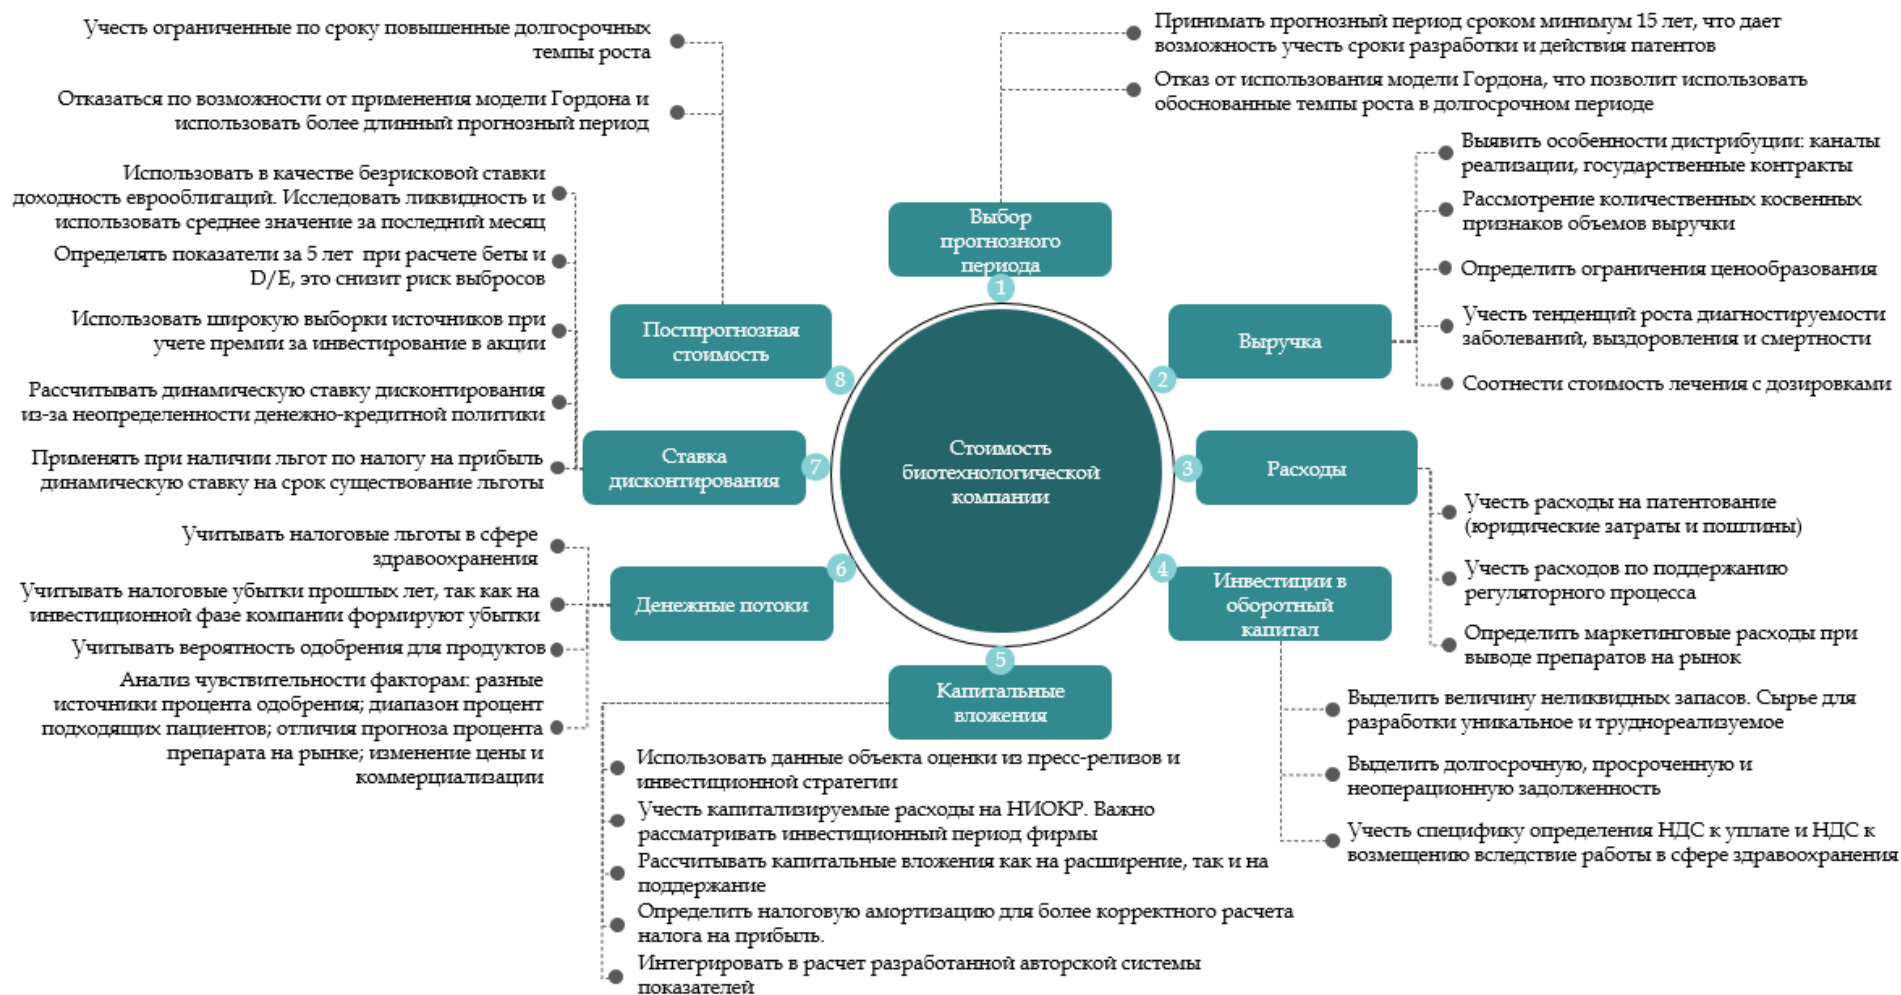 Учесть ограниченные по сроку повышенные долгосрочных
темпы роста
Отказаться по возможности от применения модели Гордона и
использовать более длинный прогнозный период
Использовать в качестве безрисковой ставки
доходность еврооблигаций. Исследовать ликвидность и
использовать среднее значение за последний месяц
Определять показатели за 5 лет при расчете беты и
D/E, это снизит риск выбросов
Использовать широкую выборки источников при
учете премии за инвестирование в акции
Рассчитывать динамическую ставку дисконтирования
из-за неопределенности денежно-кредитной политики
Применять при наличии льгот по налогу на прибыль
динамическую ставку на срок существование льготы
Учитывать налоговые льготы в сфере
здравоохранения
Учитывать налоговые убытки прошлых лет, так как на
инвестиционной фазе компании формируют убытки
Учитывать вероятность одобрения для продуктов
Анализ чувствительности факторам: разные
источники процента одобрения; диапазон процент
подходящих пациентов; отличия прогноза процента
препарата на рынке; изменение цены и
коммерциализации
Постпрогнозная
стоимость
8
Ставка
дисконтирования
7
Денежные потоки
6
Выбор
прогнозного
периода
1
Стоимость
биотехнологической
компании
5
Капитальные
вложения
Использовать данные объекта оценки из пресс-релизов и
инвестиционной стратегии
Учесть капитализируемые расходы на НИОКР. Важно
рассматривать инвестиционный период фирмы
Рассчитывать капитальные вложения как на расширение, так и на
поддержание
Определить налоговую амортизацию для более корректного расчета
налога на прибыль.
Интегрировать в расчет разработанной авторской системы
показателей
2
Выручка
3
Расходы
4
Инвестиции в
оборотный
капитал
Принимать прогнозный период сроком минимум 15 лет, что дает
возможность учесть сроки разработки и действия патентов
Отказ от использования модели Гордона, что позволит использовать
обоснованные темпы роста в долгосрочном периоде
Выявить особенности дистрибуции: каналы
реализации, государственные контракты
Рассмотрение количественных косвенных
признаков объемов выручки
Определить ограничения ценообразования
Учесть тенденций роста диагностируемости
заболеваний, выздоровления и смертности
Соотнести стоимость лечения с дозировками
Учесть расходы на патентование
(юридические затраты и пошлины)
Учесть расходов по поддержанию
регуляторного процесса
Определить маркетинговые расходы при
выводе препаратов на рынок
Выделить величину неликвидных запасов. Сырье для
разработки уникальное и труднореализуемое
Выделить долгосрочную, просроченную и
неоперационную задолженность
Учесть специфику определения НДС к уплате и НДС к
возмещению вследствие работы в сфере здравоохранения